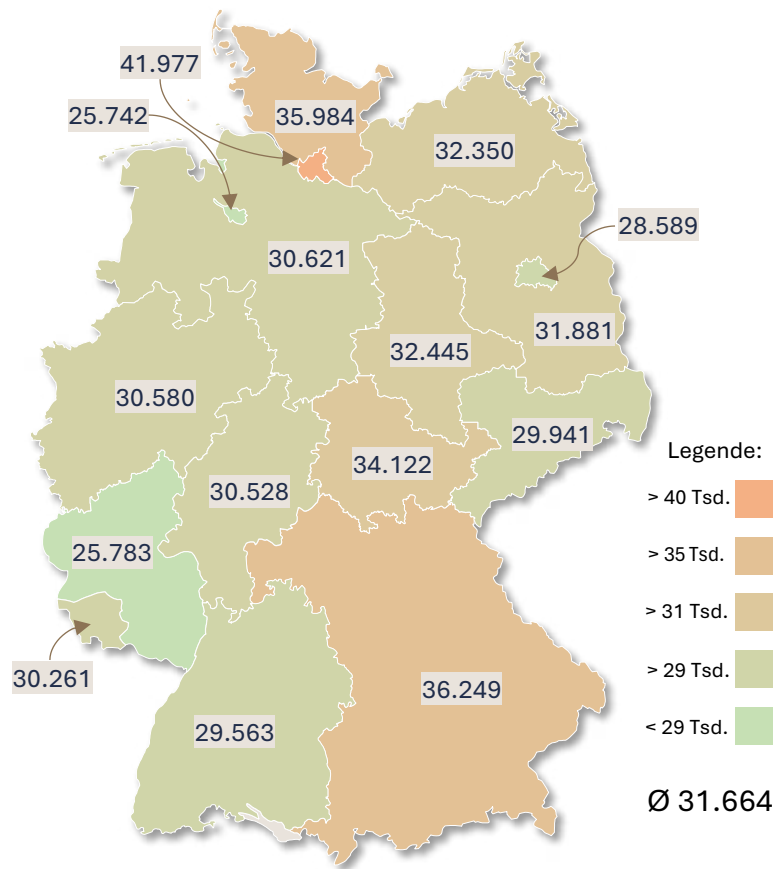 41.977
25.742
35.984
32.350
28.589
30.621
31.881
32.445
30.580
29.941
34.122
30.528
25.783
30.261
36.249
29.563
Legende:
> 40 Tsd.
> 35 Tsd.
> 31 Tsd.
> 29 Tsd.
< 29 Tsd.
Ø 31.664